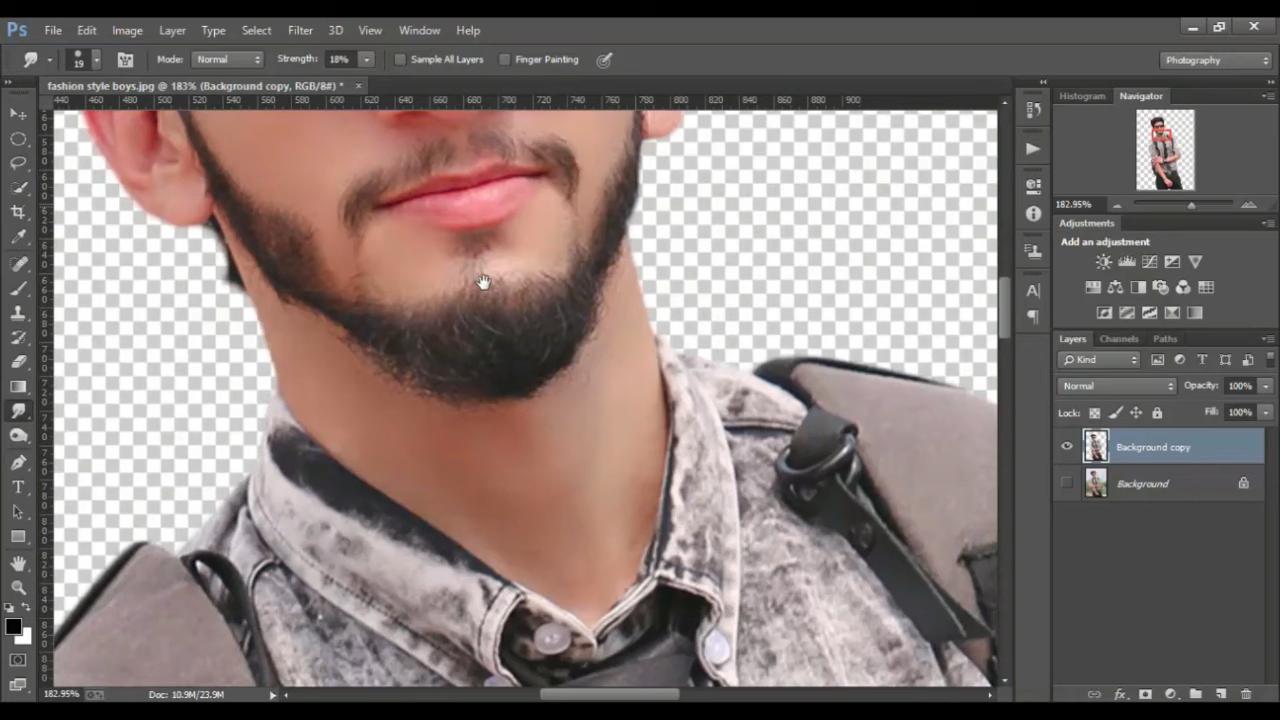 Ps File Edit Image Layer Type Select Filter 3D View Window Help
19 Mode: Normal Strength: 18% Sample All Layers Finger Painting Photography
fashion style boys.jpg @ 183% (Background copy, RGB/8#) * ×
440 460 480 500 520 540 560 580 600 620 640 660 680 700 720 740 760 780 800 820 840 860 880 900
Histogram Navigator
182.95%
Adjustments
Add an adjustment
Layers Channels Paths
Kind
Normal Opacity: 100%
Lock: Fill: 100%
Background copy
Background
182.95% Doc: 10.9M/23.9M